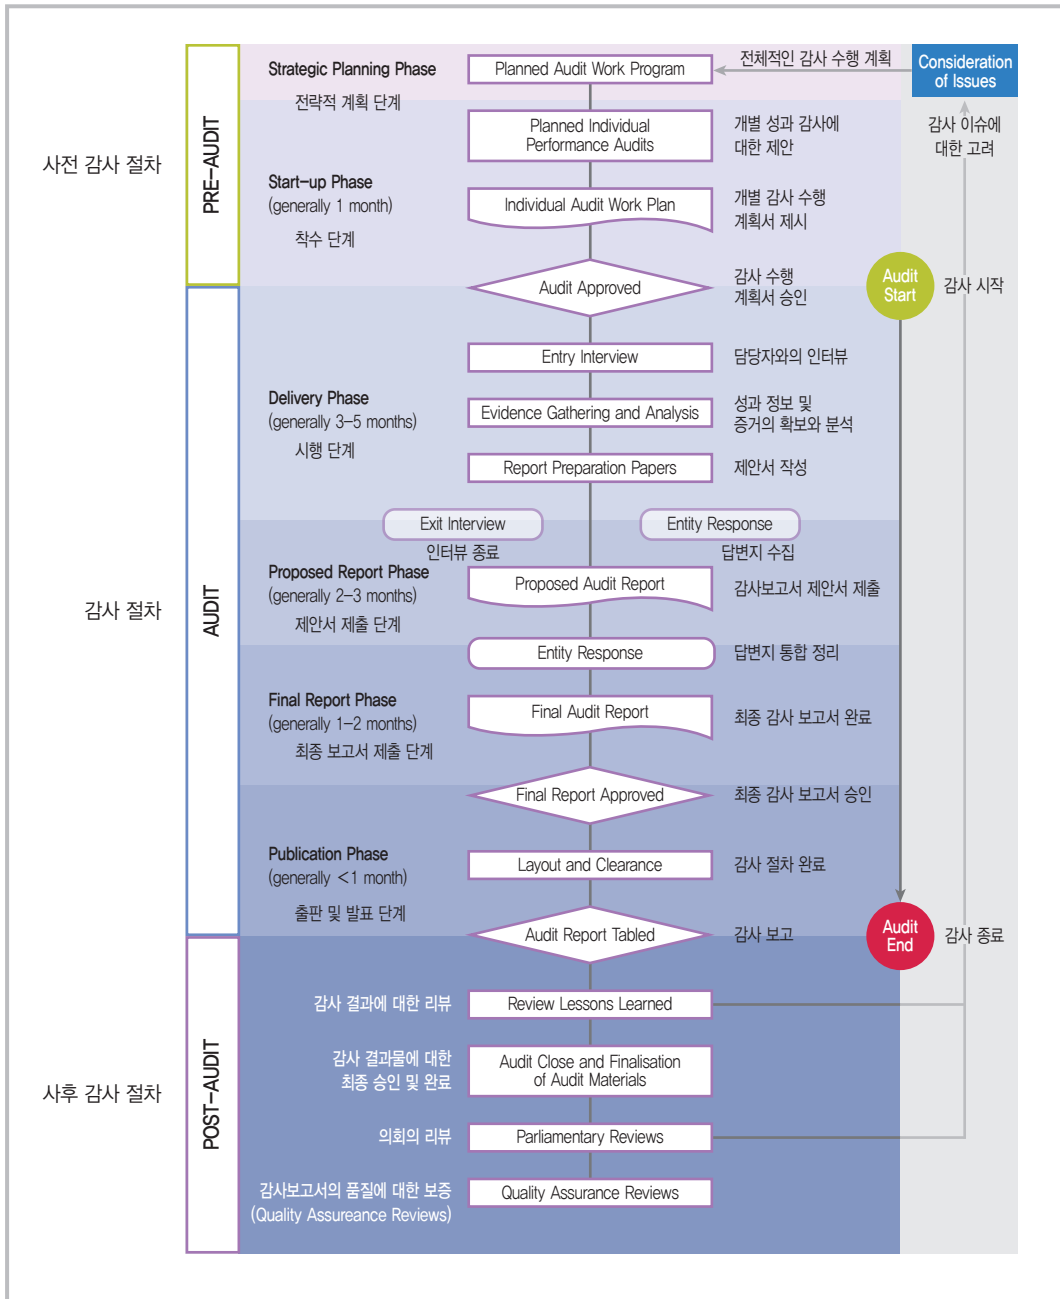 Strategic Planning Phase
전략적 계획 단계
Planned Audit Work Program
전체적인 감사 수행 계획
Consideration
of Issues
감사 이슈에
대한 고려
사전 감사 절차
PRE-AUDIT
Planned Individual
Performance Audits
개별 성과 감사에
대한 제안
Start-up Phase
(generally 1 month)
착수 단계
Individual Audit Work Plan
개별 감사 수행
계획서 제시
Audit Approved
감사 수행
계획서 승인
Audit
Start
감사 시작
Entry Interview
담당자와의 인터뷰
Delivery Phase
(generally 3-5 months)
시행 단계
Evidence Gathering and Analysis
성과 정보 및
증거의 확보와 분석
Report Preparation Papers
제안서 작성
Exit Interview
인터뷰 종료
Entity Response
답변지 수집
감사 절차
AUDIT
Proposed Report Phase
(generally 2-3 months)
제안서 제출 단계
Proposed Audit Report
감사보고서 제안서 제출
Entity Response
답변지 통합 정리
Final Report Phase
(generally 1-2 months)
최종 보고서 제출 단계
Final Audit Report
최종 감사 보고서 완료
Final Report Approved
최종 감사 보고서 승인
Publication Phase
(generally <1 month)
출판 및 발표 단계
Layout and Clearance
감사 절차 완료
Audit Report Tabled
감사 보고
Audit
End
감사 종료
사후 감사 절차
POST-AUDIT
감사 결과에 대한 리뷰
Review Lessons Learned
감사 결과물에 대한
최종 승인 및 완료
Audit Close and Finalisation
of Audit Materials
의회의 리뷰
Parliamentary Reviews
감사보고서의 품질에 대한 보증
(Quality Assureance Reviews)
Quality Assurance Reviews